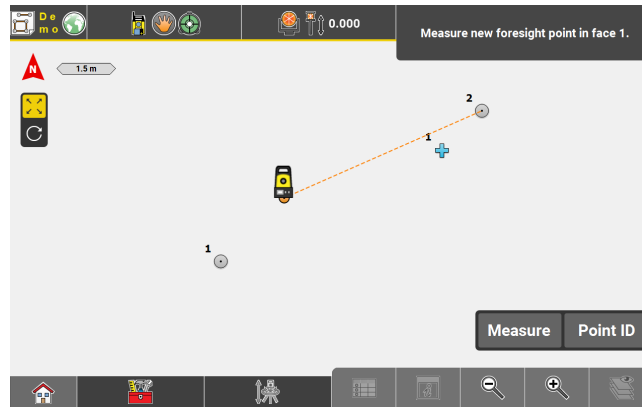 De
mo
0.000
Measure new foresight point in face 1.
N
1.5 m
2
1
1
Measure
Point ID